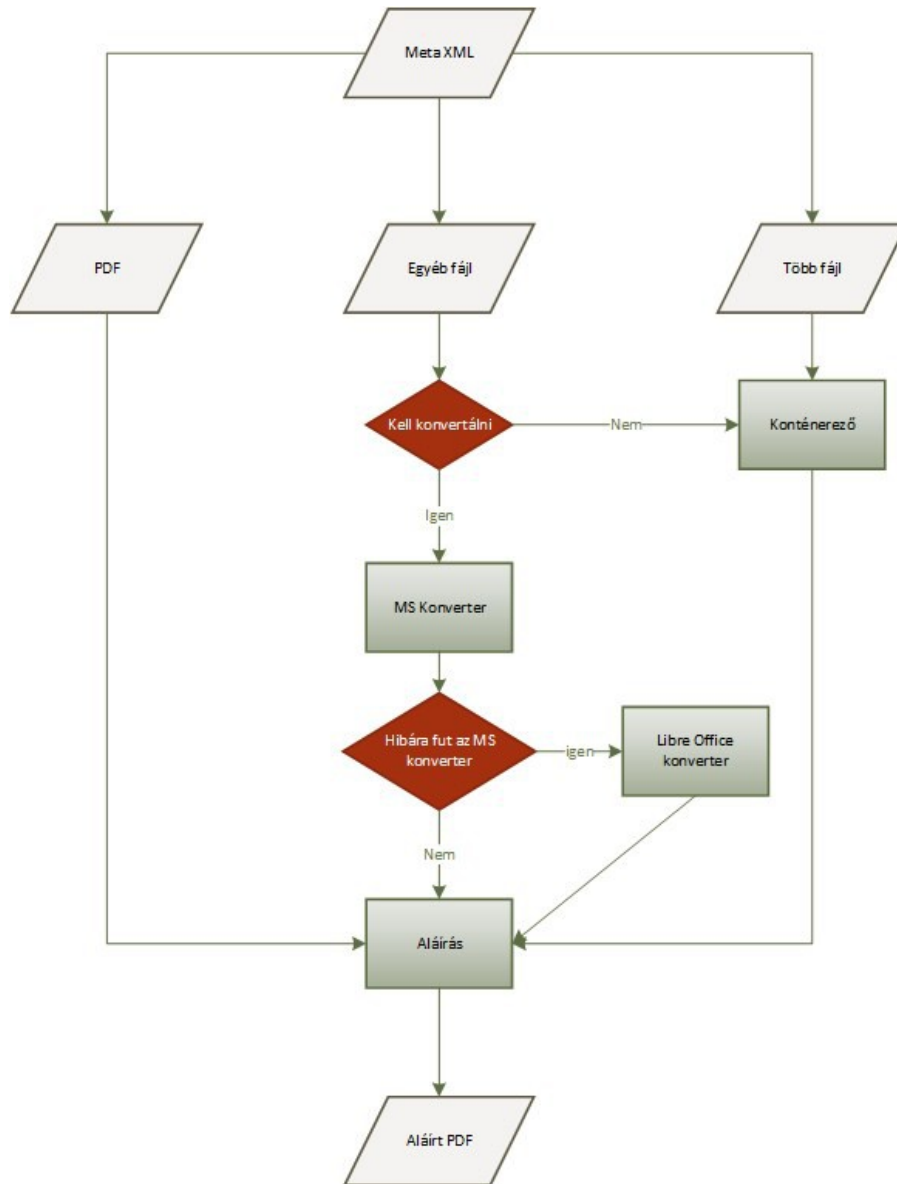 Meta XML
PDF
Egyéb fájl
Több fájl
Kell konvertálni
Nem
Konténerező
Igen
MS Konverter
Hibára fut az MS
konverter
igen
Libre Office
konverter
Nem
Aláírás
Aláírt PDF